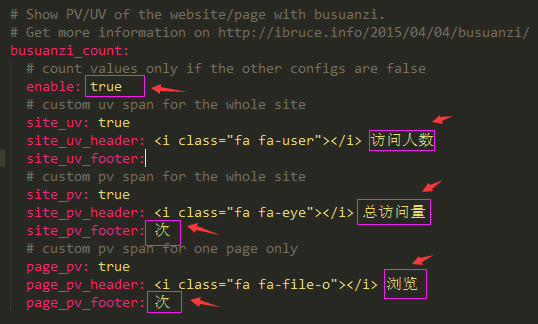 # Show PV/UV of the website/page with busuanzi.
# Get more information on http://ibruce.info/2015/04/04/busuanzi/
busuanzi_count:
# count values only if the other configs are false
enable: true
# custom uv span for the whole site
site_uv: true
site_uv_header: <i class="fa fa-user"></i> 访问人数
site_uv_footer:
# custom pv span for the whole site
site_pv: true
site_pv_header: <i class="fa fa-eye"></i> 总访问量
site_pv_footer: 次
# custom pv span for one page only
page_pv: true
page_pv_header: <i class="fa fa-file-o"></i> 浏览
page_pv_footer: 次